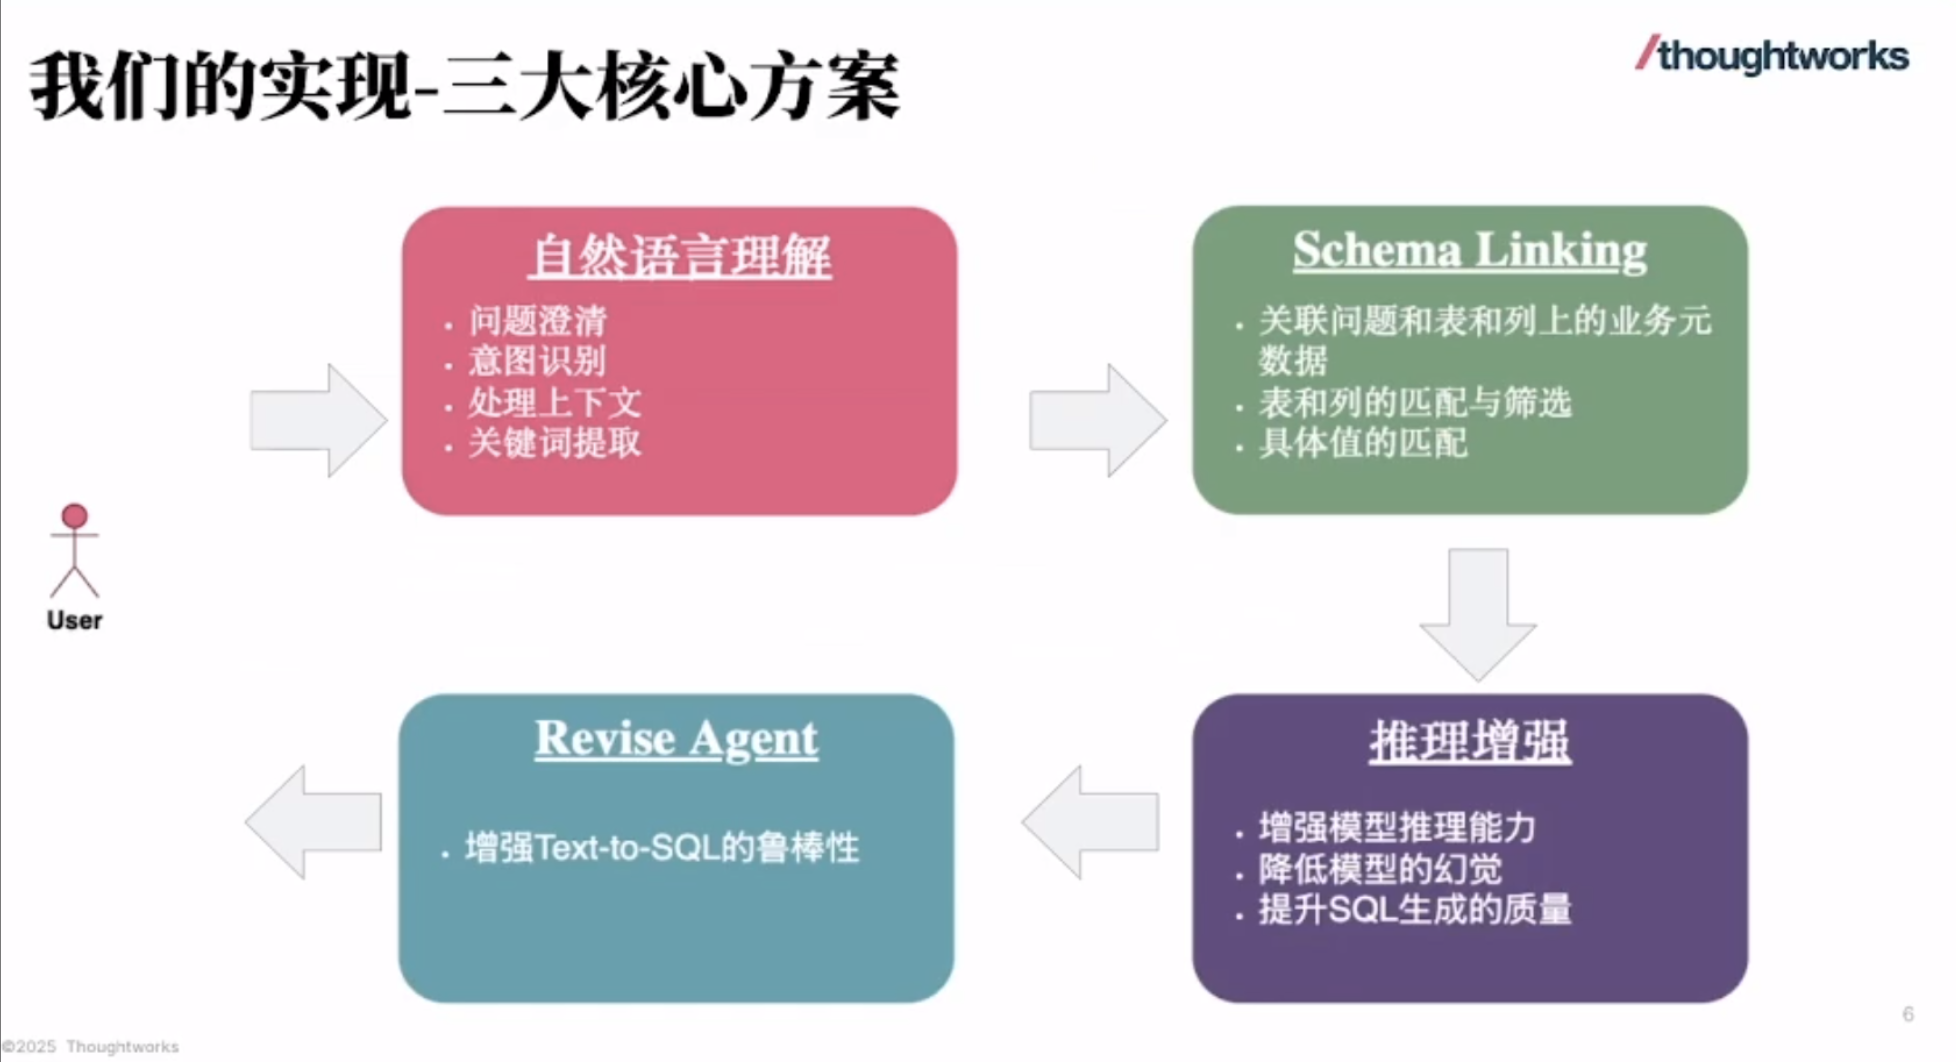 我们的实现-三大核心方案
/thoughtworks
自然语言理解
· 问题澄清
· 意图识别
· 处理上下文
· 关键词提取
Schema Linking
· 关联问题和表和列上的业务元
数据
· 表和列的匹配与筛选
· 具体值的匹配
User
Revise Agent
· 增强Text-to-SQL的鲁棒性
推理增强
· 增强模型推理能力
· 降低模型的幻觉
· 提升SQL生成的质量
6
©2025 Thoughtworks